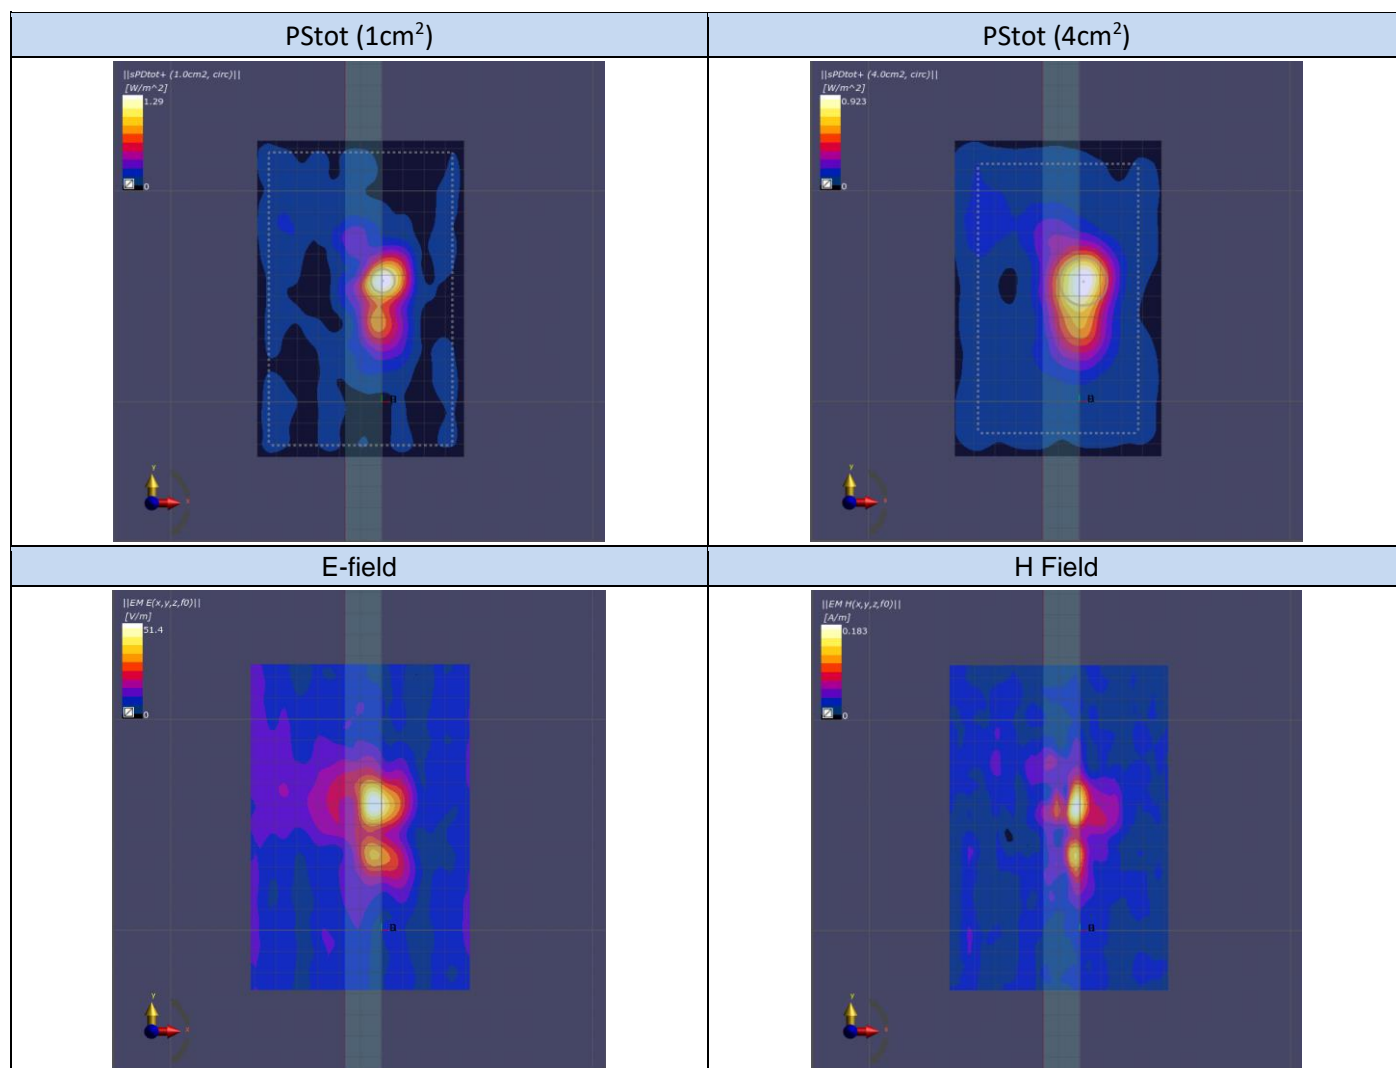 PStot (1cm²)
PStot (4cm²)
||sPDtot+ (1.0cm2, circ)||
[W/m^2]
1.29
0
y
x
||sPDtot+ (4.0cm2, circ)||
[W/m^2]
0.923
0
y
x
E-field
H Field
||EM E(x,y,z,f0)||
[V/m]
51.4
0
y
x
||EM H(x,y,z,f0)||
[A/m]
0.183
0
y
x